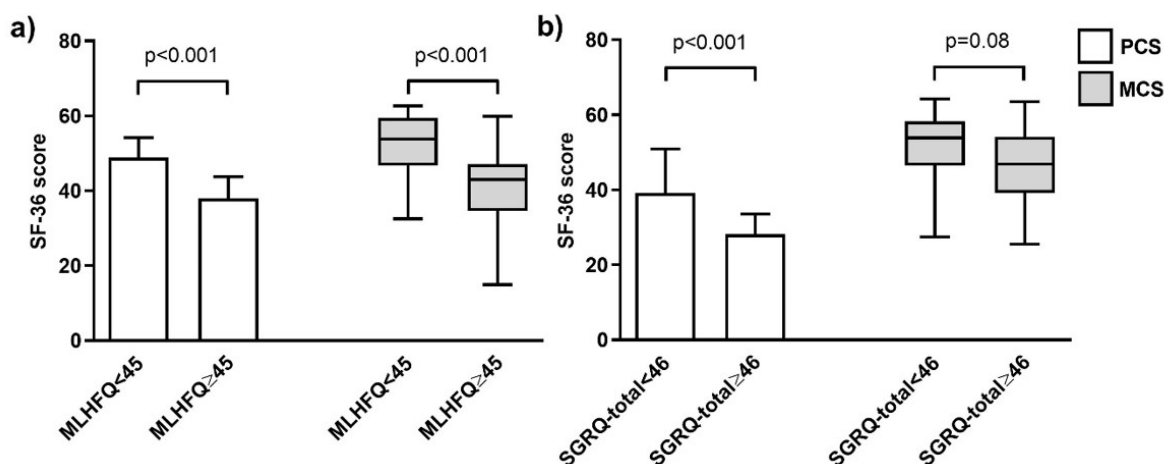 a)
p<0.001
p<0.001
SF-36 score
80
60
40
20
0
MLHFQ<45
MLHFQ≥45
MLHFQ<45
MLHFQ≥45
b)
p<0.001
p=0.08
SF-36 score
80
60
40
20
0
SGRQ-total<46
SGRQ-total≥46
SGRQ-total<46
SGRQ-total≥46
PCS
MCS